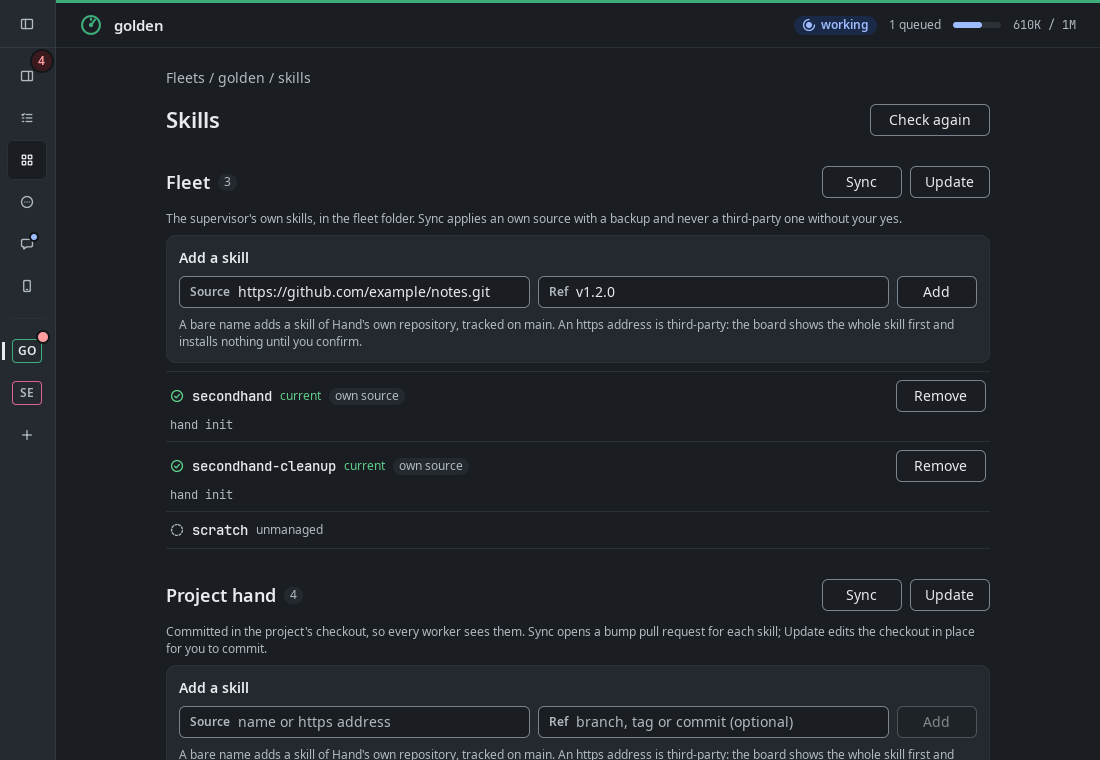 golden
working
1 queued
610K / 1M
4
Fleets / golden / skills
Skills
Check again
Fleet 3
Sync
Update
The supervisor's own skills, in the fleet folder. Sync applies an own source with a backup and never a third-party one without your yes.
Add a skill
Source https://github.com/example/notes.git
Ref v1.2.0
Add
A bare name adds a skill of Hand's own repository, tracked on main. An https address is third-party: the board shows the whole skill first and
installs nothing until you confirm.
GO
SE
secondhand current own source
Remove
hand init
secondhand-cleanup current own source
Remove
hand init
scratch unmanaged
Project hand 4
Sync
Update
Committed in the project's checkout, so every worker sees them. Sync opens a bump pull request for each skill; Update edits the checkout in place
for you to commit.
Add a skill
Source name or https address
Ref branch, tag or commit (optional)
Add
A bare name adds a skill of Hand's own repository, tracked on main. An https address is third-party: the board shows the whole skill first and